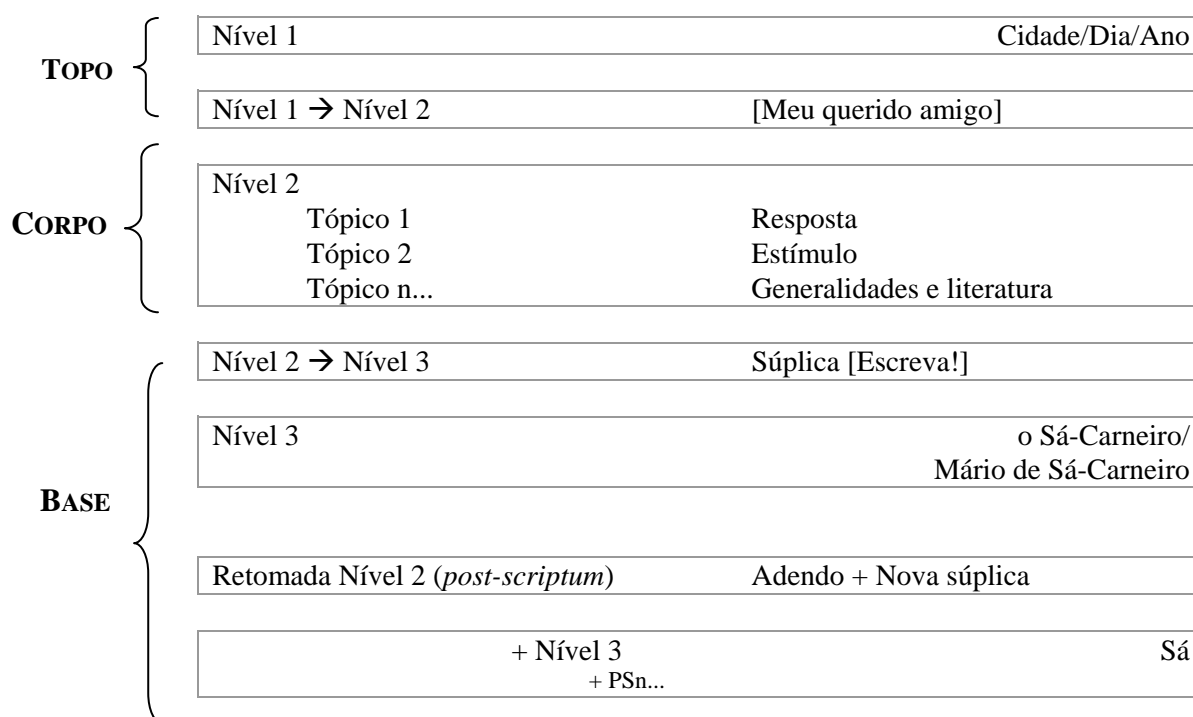 Nível 1 Cidade/Dia/Ano
TOPO
Nível 1 → Nível 2 [Meu querido amigo]
Nível 2
CORPO Tópico 1 Resposta
Tópico 2 Estímulo
Tópico n... Generalidades e literatura
Nível 2 → Nível 3 Súplica [Escreva!]
Nível 3 o Sá-Carneiro/
Mário de Sá-Carneiro
BASE
Retomada Nível 2 (post-scriptum) Adendo + Nova súplica
+ Nível 3 Sá
+ PSn...